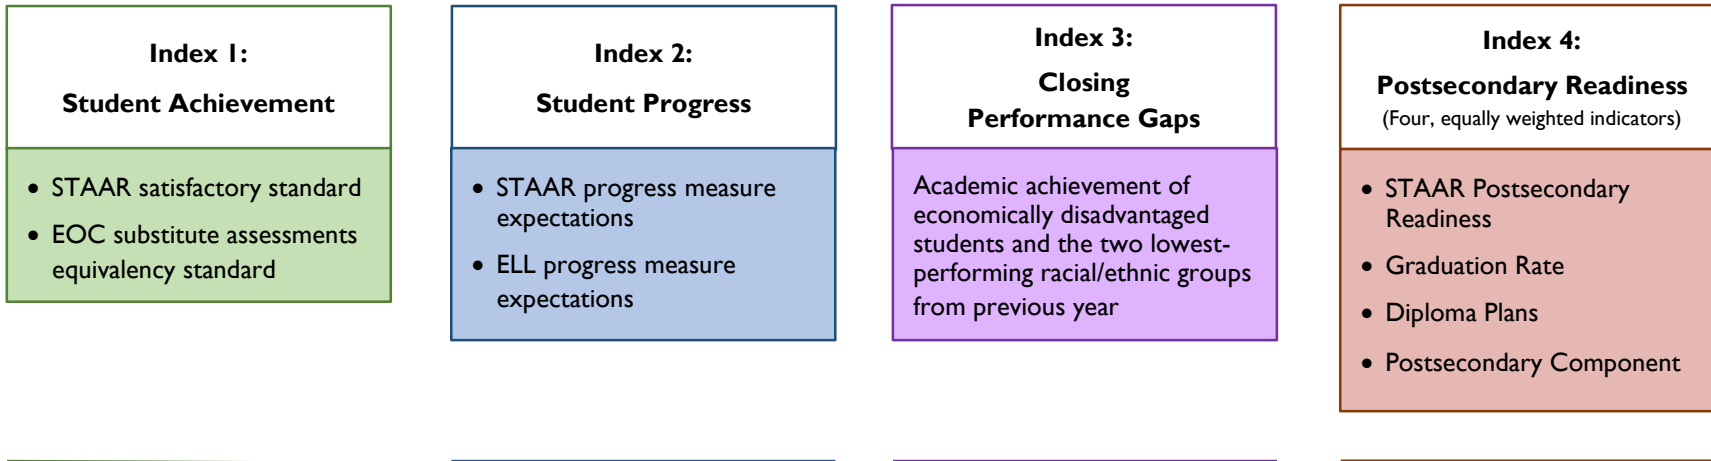 Index 1:
Student Achievement
• STAAR satisfactory standard
• EOC substitute assessments
equivalency standard
Index 2:
Student Progress
• STAAR progress measure
expectations
• ELL progress measure
expectations
Index 3:
Closing
Performance Gaps
Academic achievement of
economically disadvantaged
students and the two lowest-
performing racial/ethnic groups
from previous year
Index 4:
Postsecondary Readiness
(Four, equally weighted indicators)
• STAAR Postsecondary
Readiness
• Graduation Rate
• Diploma Plans
• Postsecondary Component